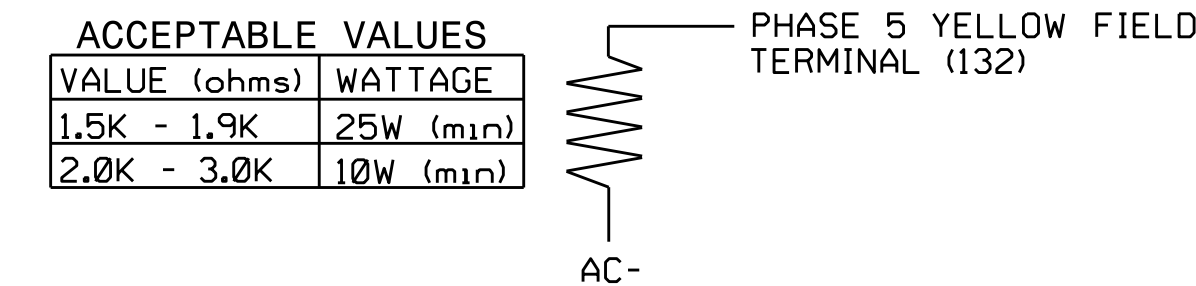 ACCEPTABLE VALUES
VALUE (ohms) WATTAGE
1.5K - 1.9K 25W (min)
2.0K - 3.0K 10W (min)
PHASE 5 YELLOW FIELD
TERMINAL (132)
AC-